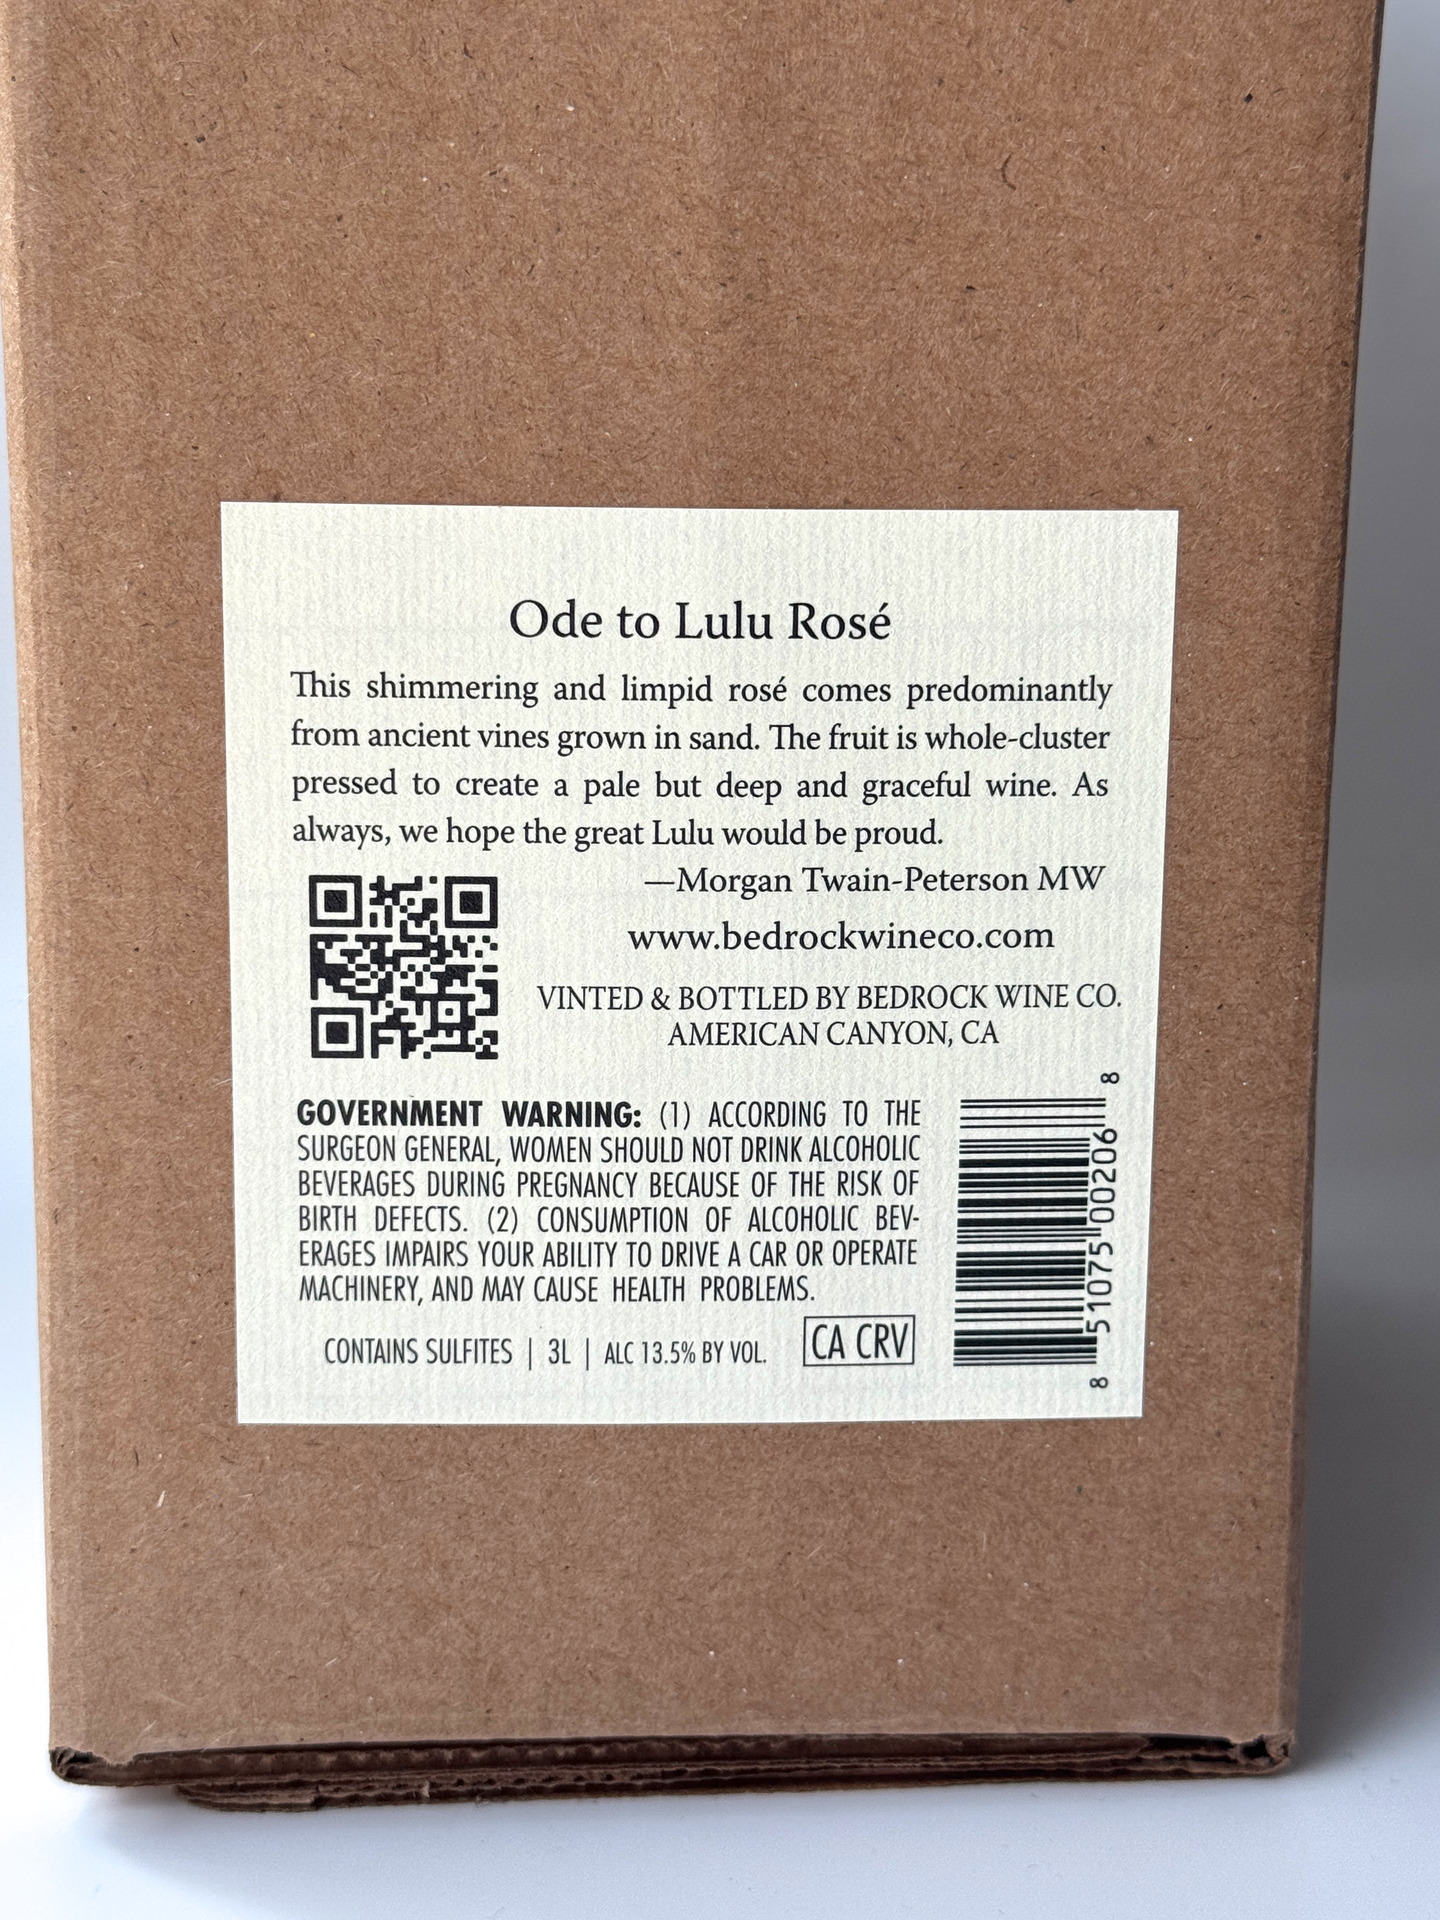 Ode to Lulu Rosé
This shimmering and limpid rosé comes predominantly
from ancient vines grown in sand. The fruit is whole-cluster
pressed to create a pale but deep and graceful wine. As
always, we hope the great Lulu would be proud.
—Morgan Twain-Peterson MW
www.bedrockwineco.com
VINTED & BOTTLED BY BEDROCK WINE CO.
AMERICAN CANYON, CA
GOVERNMENT WARNING: (1) ACCORDING TO THE
SURGEON GENERAL, WOMEN SHOULD NOT DRINK ALCOHOLIC
BEVERAGES DURING PREGNANCY BECAUSE OF THE RISK OF
BIRTH DEFECTS. (2) CONSUMPTION OF ALCOHOLIC BEV-
ERAGES IMPAIRS YOUR ABILITY TO DRIVE A CAR OR OPERATE
MACHINERY, AND MAY CAUSE HEALTH PROBLEMS.
CONTAINS SULFITES | 3L | ALC 13.5% BY VOL.
CA CRV
8 51075 00206 8